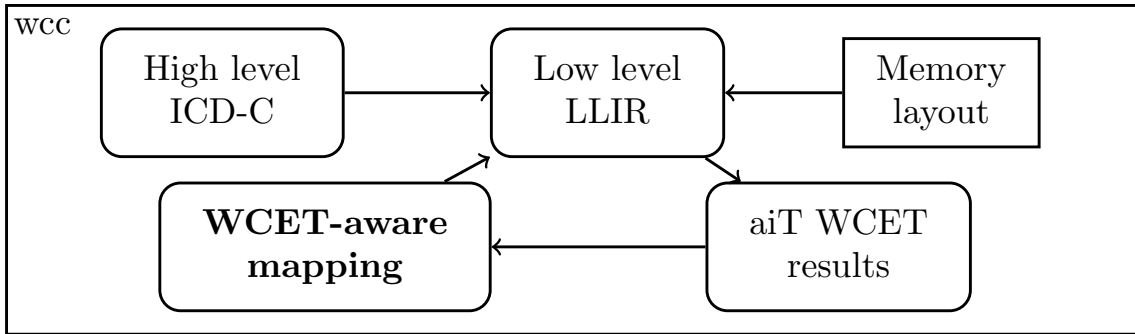 wcc
High level
ICD-C
Low level
LLIR
Memory
layout
WCET-aware
mapping
aiT WCET
results